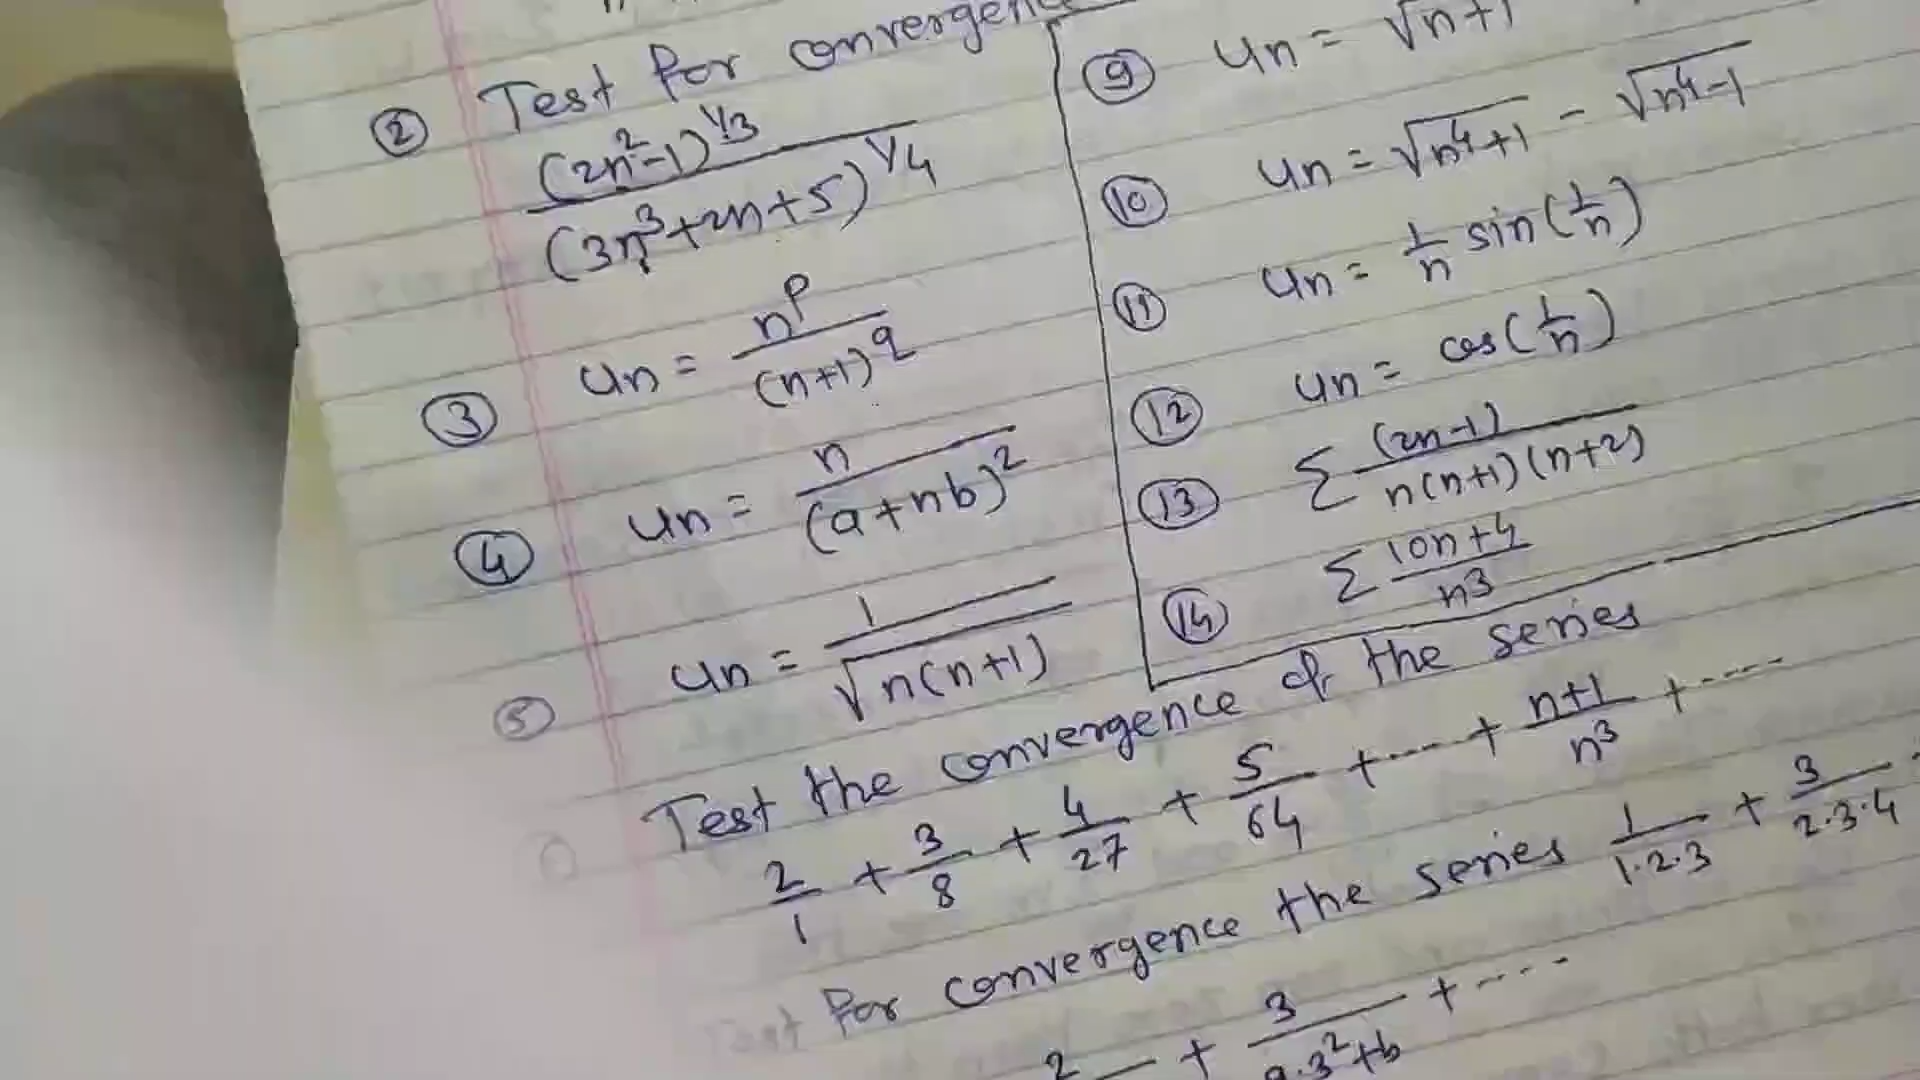 ② Test for convergence
(2n²-1)^1/3 / (3n³+2n+5)^1/4
③ un = n^p / (n+1)^q
④ un = n / (a+nb)²
⑤ un = 1 / √n(n+1)
⑨ un = √n+1
⑩ un = √n⁴+1 - √n⁴-1
⑪ un = 1/n sin(1/n)
⑫ un = cos(1/n)
⑬ Σ (2n-1) / n(n+1)(n+2)
⑭ Σ 10n+4 / n³
Test the convergence of the series
2/1 + 3/8 + 4/27 + 5/64 + ---- + n+1/n³ + -----
Test for convergence the series 1/1·2·3 + 3/2·3·4 +
2 + 3/a·3²+b + ----